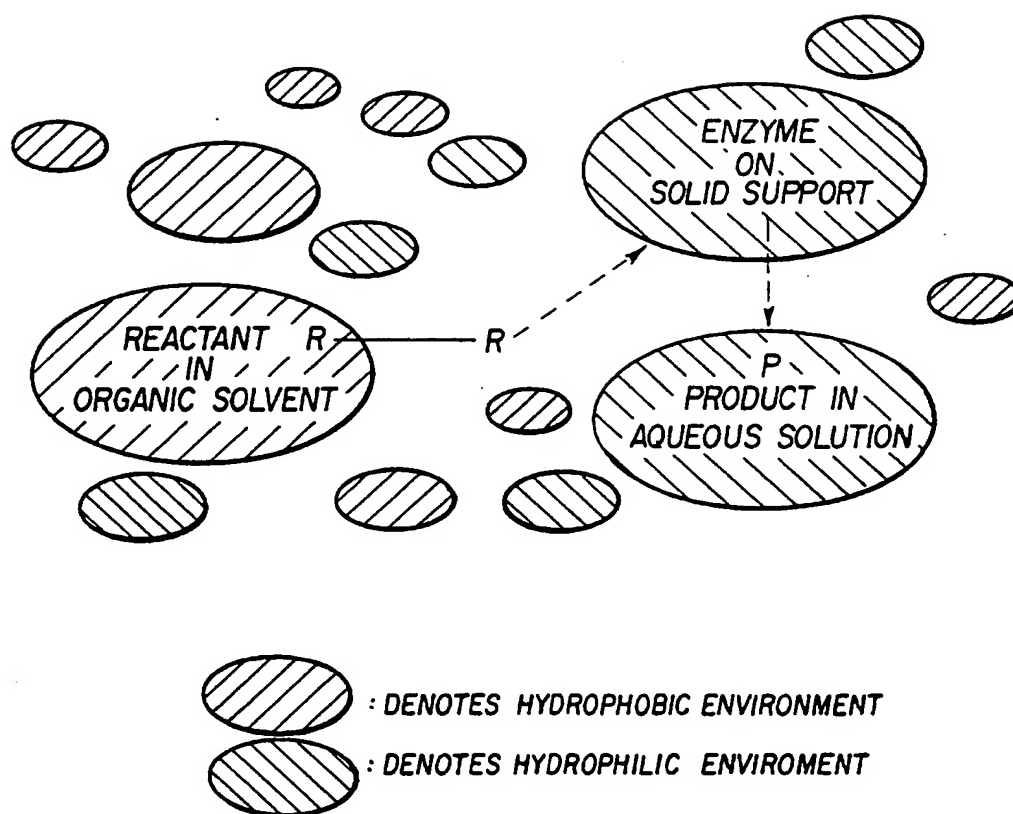 ENZYME
ON
SOLID SUPPORT
REACTANT
IN
ORGANIC SOLVENT
R
R
P
PRODUCT IN
AQUEOUS SOLUTION
: DENOTES HYDROPHOBIC ENVIRONMENT
: DENOTES HYDROPHILIC ENVIROMENT